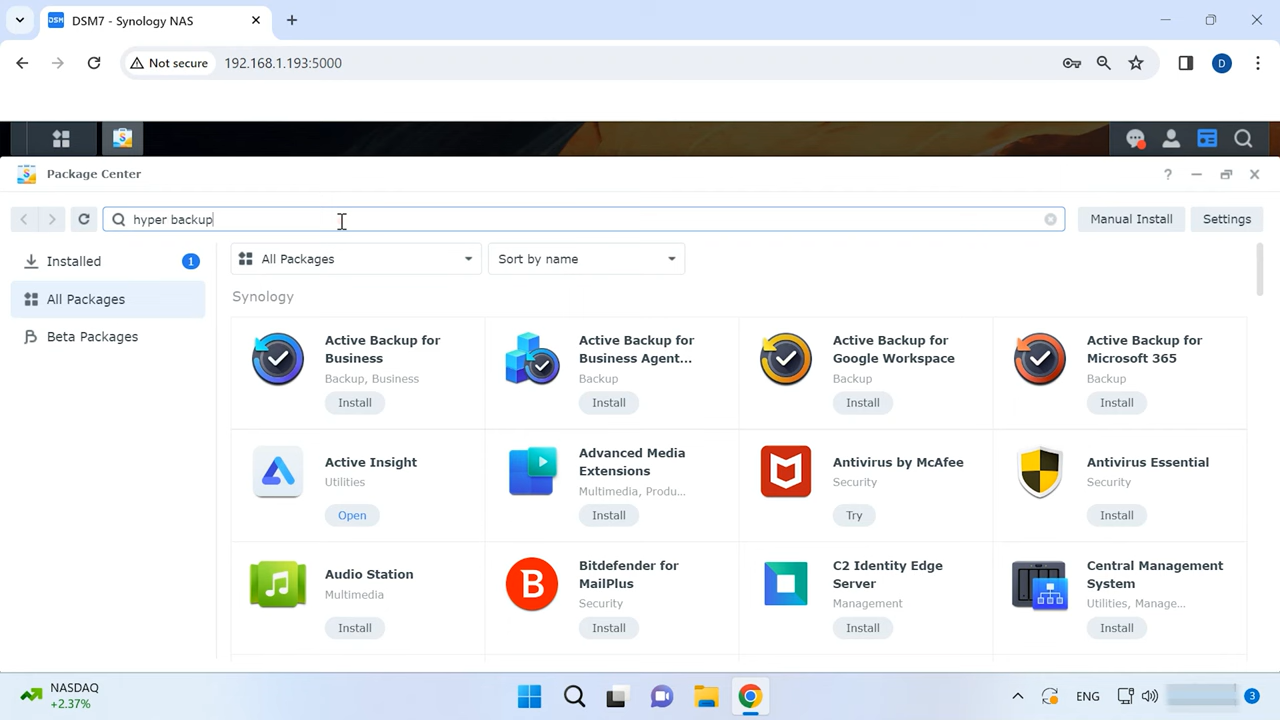 DSM7 - Synology NAS
Not secure
192.168.1.193:5000
D
Package Center
?
hyper backup
Manual Install
Settings
Installed
1
All Packages
Beta Packages
All Packages
Sort by name
Synology
Active Backup for
Business
Backup, Business
Install
Active Backup for
Business Agent...
Backup
Install
Active Backup for
Google Workspace
Backup
Install
Active Backup for
Microsoft 365
Backup
Install
Active Insight
Utilities
Open
Advanced Media
Extensions
Multimedia, Produ...
Install
Antivirus by McAfee
Security
Try
Antivirus Essential
Security
Install
Audio Station
Multimedia
Install
B
Bitdefender for
MailPlus
Security
Install
C2 Identity Edge
Server
Management
Install
Central Management
System
Utilities, Manage...
Install
NASDAQ
+2.37%
ENG
3